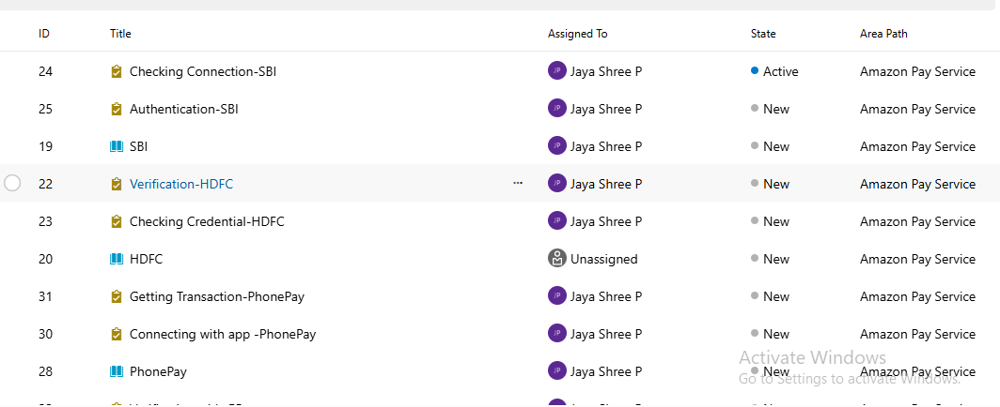 ID Title Assigned To State Area Path
24 Checking Connection-SBI JP Jaya Shree P Active Amazon Pay Service
25 Authentication-SBI JP Jaya Shree P New Amazon Pay Service
19 SBI JP Jaya Shree P New Amazon Pay Service
22 Verification-HDFC ... JP Jaya Shree P New Amazon Pay Service
23 Checking Credential-HDFC JP Jaya Shree P New Amazon Pay Service
20 HDFC Unassigned New Amazon Pay Service
31 Getting Transaction-PhonePay JP Jaya Shree P New Amazon Pay Service
30 Connecting with app -PhonePay JP Jaya Shree P New Amazon Pay Service
Activate Windows
28 PhonePay JP Jaya Shree P New Amazon Pay Service
Go to Settings to activate Windows.